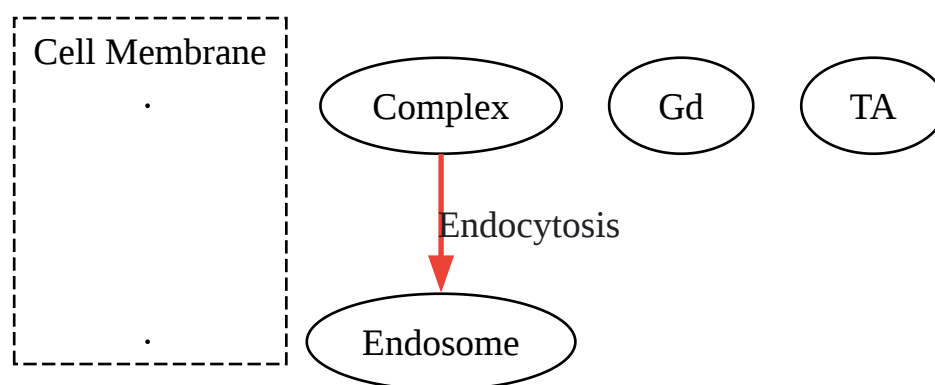 Cell Membrane
.
Complex
Gd
TA
Endocytosis
.
Endosome